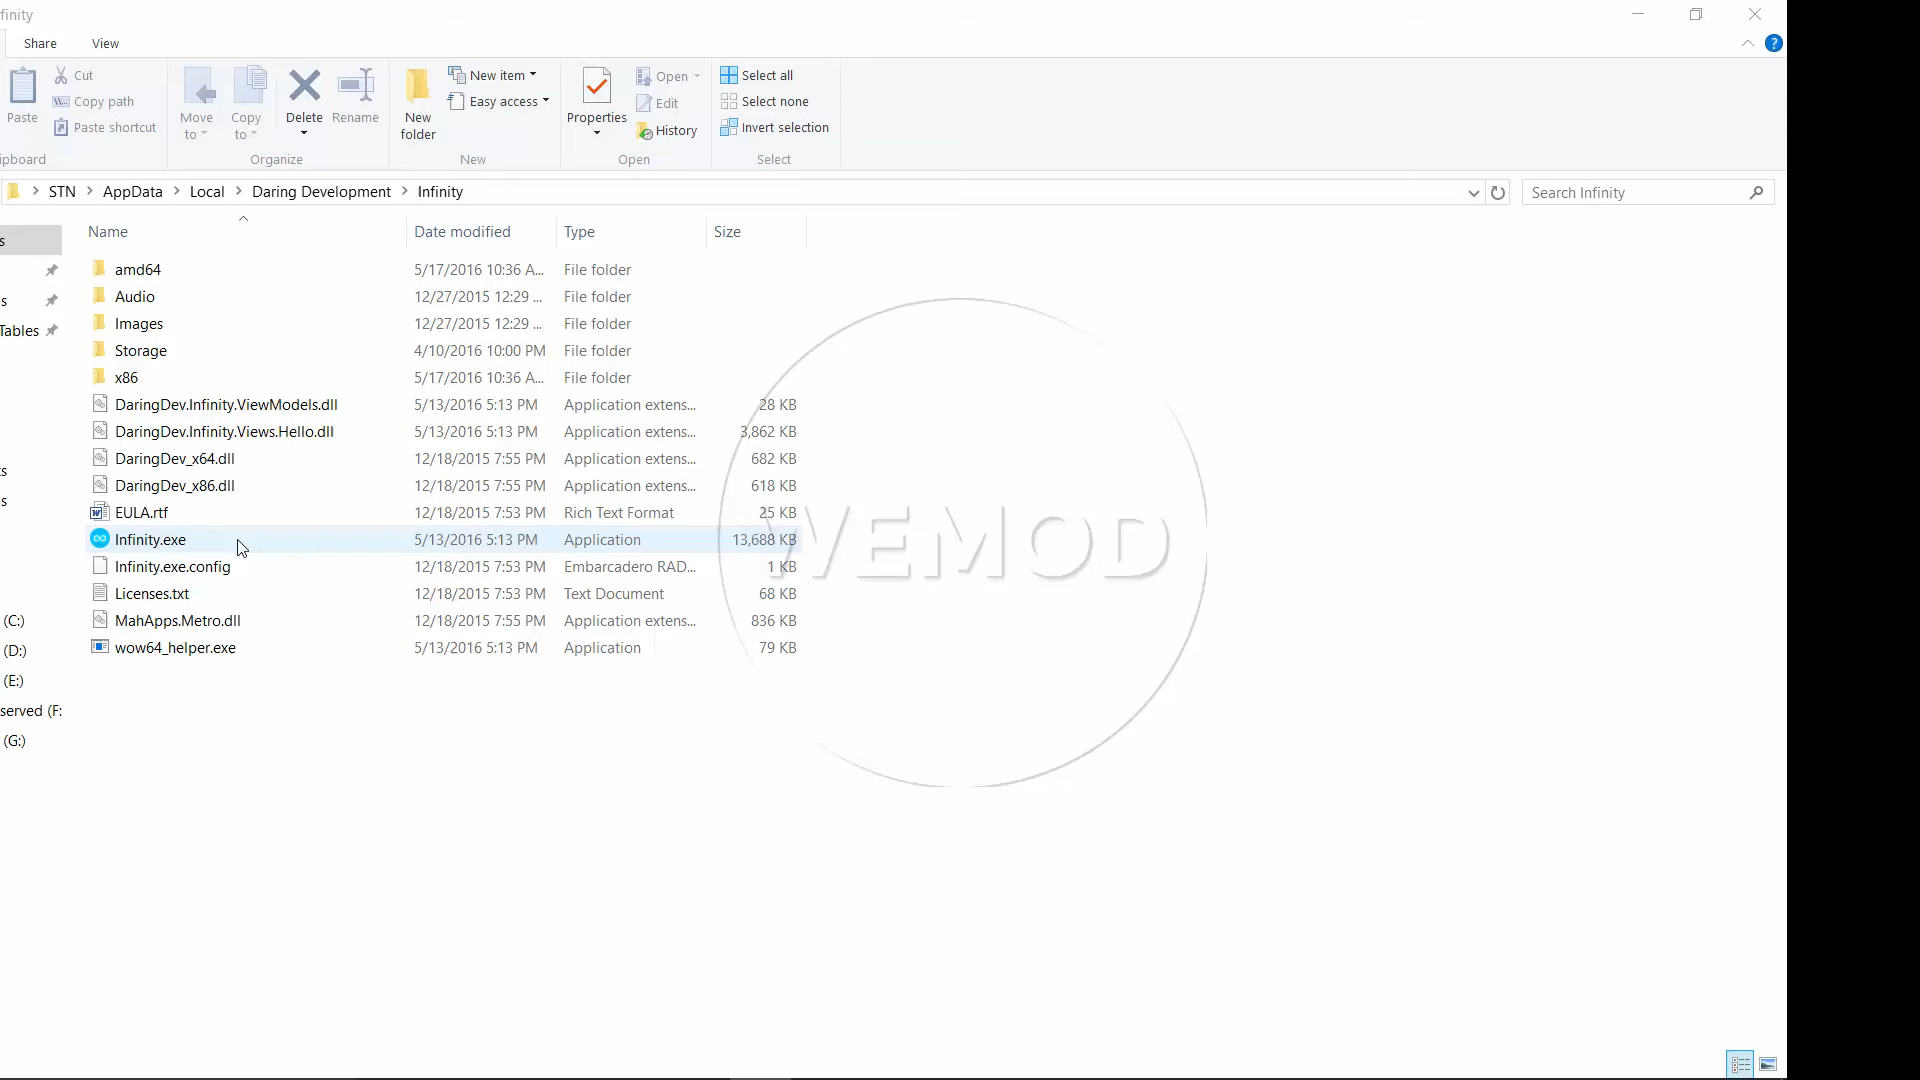 finity
Share View
Paste
Cut
Copy path
Paste shortcut
Move to
Copy to
Delete
Rename
New folder
New item
Easy access
Properties
Open
Edit
History
Select all
Select none
Invert selection
ipboard Organize New Open Select
STN AppData Local Daring Development Infinity
Search Infinity
Name Date modified Type Size
s
amd64 5/17/2016 10:36 A... File folder
Audio 12/27/2015 12:29 ... File folder
s
Images 12/27/2015 12:29 ... File folder
Tables
Storage 4/10/2016 10:00 PM File folder
x86 5/17/2016 10:36 A... File folder
DaringDev.Infinity.ViewModels.dll 5/13/2016 5:13 PM Application extens... 28 KB
DaringDev.Infinity.Views.Hello.dll 5/13/2016 5:13 PM Application extens... 3,862 KB
DaringDev_x64.dll 12/18/2015 7:55 PM Application extens... 682 KB
ts
DaringDev_x86.dll 12/18/2015 7:55 PM Application extens... 618 KB
s
EULA.rtf 12/18/2015 7:53 PM Rich Text Format 25 KB
Infinity.exe 5/13/2016 5:13 PM Application 13,688 KB
WEMOD
Infinity.exe.config 12/18/2015 7:53 PM Embarcadero RAD... 1 KB
Licenses.txt 12/18/2015 7:53 PM Text Document 68 KB
(C:)
MahApps.Metro.dll 12/18/2015 7:55 PM Application extens... 836 KB
wow64_helper.exe 5/13/2016 5:13 PM Application 79 KB
(D:)
(E:)
served (F:
(G:)